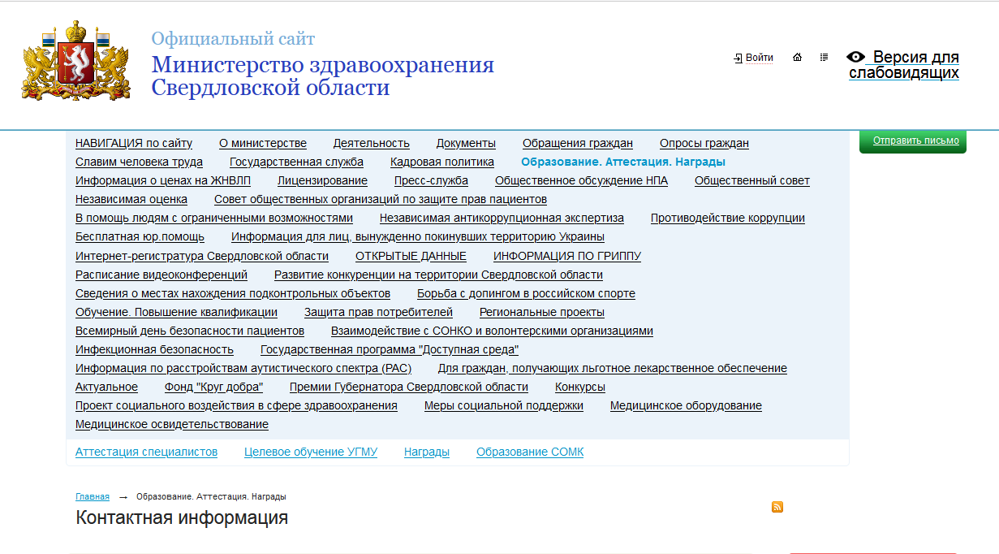 Официальный сайт
Министерство здравоохранения
Свердловской области
Войти
Версия для
слабовидящих
НАВИГАЦИЯ по сайту О министерстве Деятельность Документы Обращения граждан Опросы граждан
Отправить письмо
Славим человека труда Государственная служба Кадровая политика Образование. Аттестация. Награды
Информация о ценах на ЖНВЛП Лицензирование Пресс-служба Общественное обсуждение НПА Общественный совет
Независимая оценка Совет общественных организаций по защите прав пациентов
В помощь людям с ограниченными возможностями Независимая антикоррупционная экспертиза Противодействие коррупции
Бесплатная юр.помощь Информация для лиц, вынужденно покинувших территорию Украины
Интернет-регистратура Свердловской области ОТКРЫТЫЕ ДАННЫЕ ИНФОРМАЦИЯ ПО ГРИППУ
Расписание видеоконференций Развитие конкуренции на территории Свердловской области
Сведения о местах нахождения подконтрольных объектов Борьба с допингом в российском спорте
Обучение. Повышение квалификации Защита прав потребителей Региональные проекты
Всемирный день безопасности пациентов Взаимодействие с СОНКО и волонтерскими организациями
Инфекционная безопасность Государственная программа "Доступная среда"
Информация по расстройствам аутистического спектра (РАС) Для граждан, получающих льготное лекарственное обеспечение
Актуальное Фонд "Круг добра" Премии Губернатора Свердловской области Конкурсы
Проект социального воздействия в сфере здравоохранения Меры социальной поддержки Медицинское оборудование
Медицинское освидетельствование
Аттестация специалистов Целевое обучение УГМУ Награды Образование СОМК
Главная → Образование. Аттестация. Награды
Контактная информация